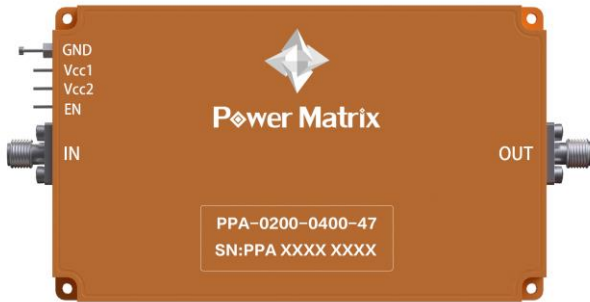 GND
Vcc1
Vcc2
EN
Power Matrix
IN
OUT
PPA-0200-0400-47
SN:PPA XXXX XXXX